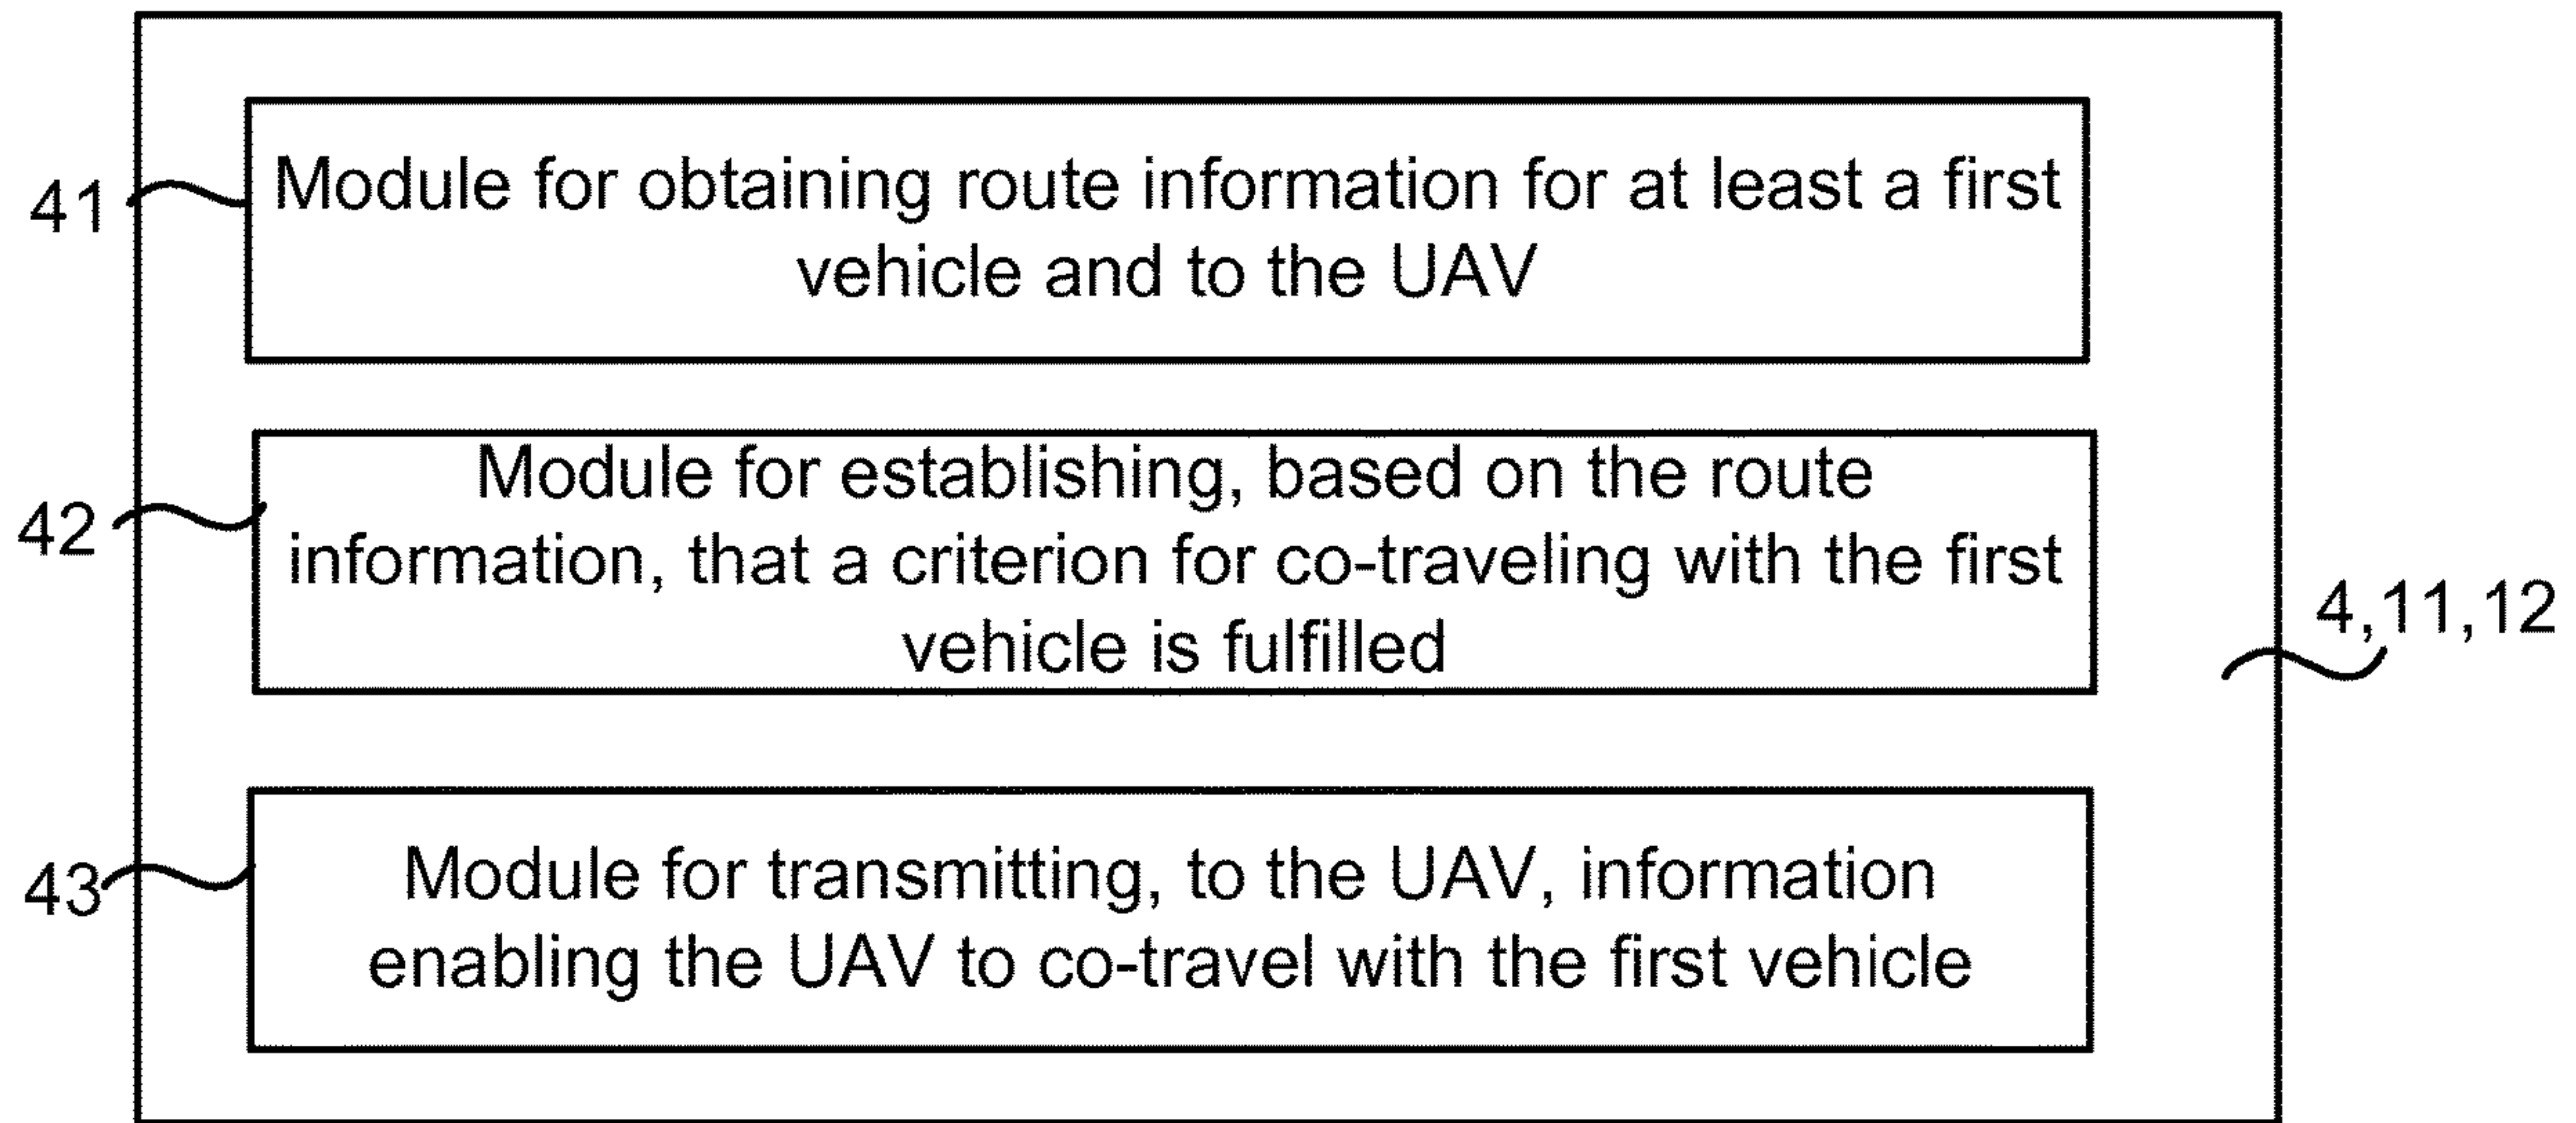 41
Module for obtaining route information for at least a first
vehicle and to the UAV
42
Module for establishing, based on the route
information, that a criterion for co-traveling with the first
vehicle is fulfilled
4,11,12
43
Module for transmitting, to the UAV, information
enabling the UAV to co-travel with the first vehicle